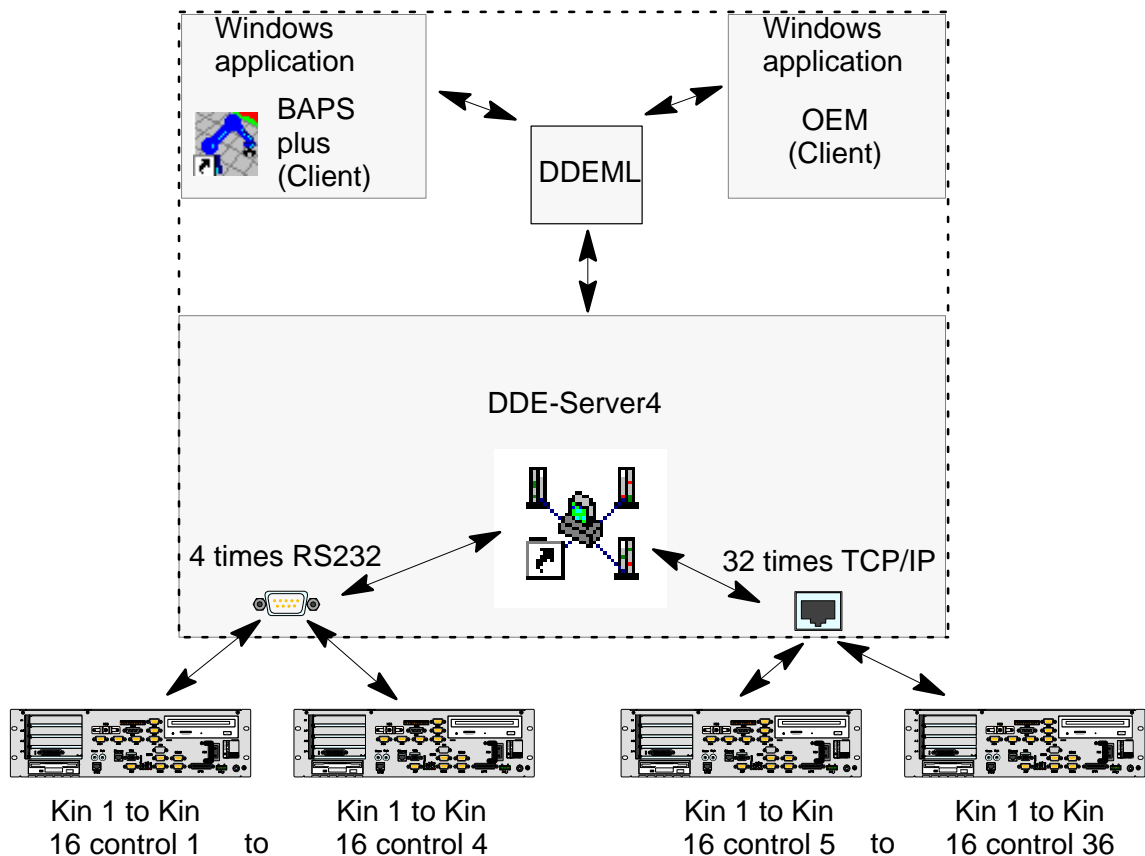 Windows
application
BAPS
plus
(Client)
DDEML
Windows
application
OEM
(Client)
DDE-Server4
4 times RS232
32 times TCP/IP
Kin 1 to Kin
16 control 1
to
Kin 1 to Kin
16 control 4
Kin 1 to Kin
16 control 5
to
Kin 1 to Kin
16 control 36